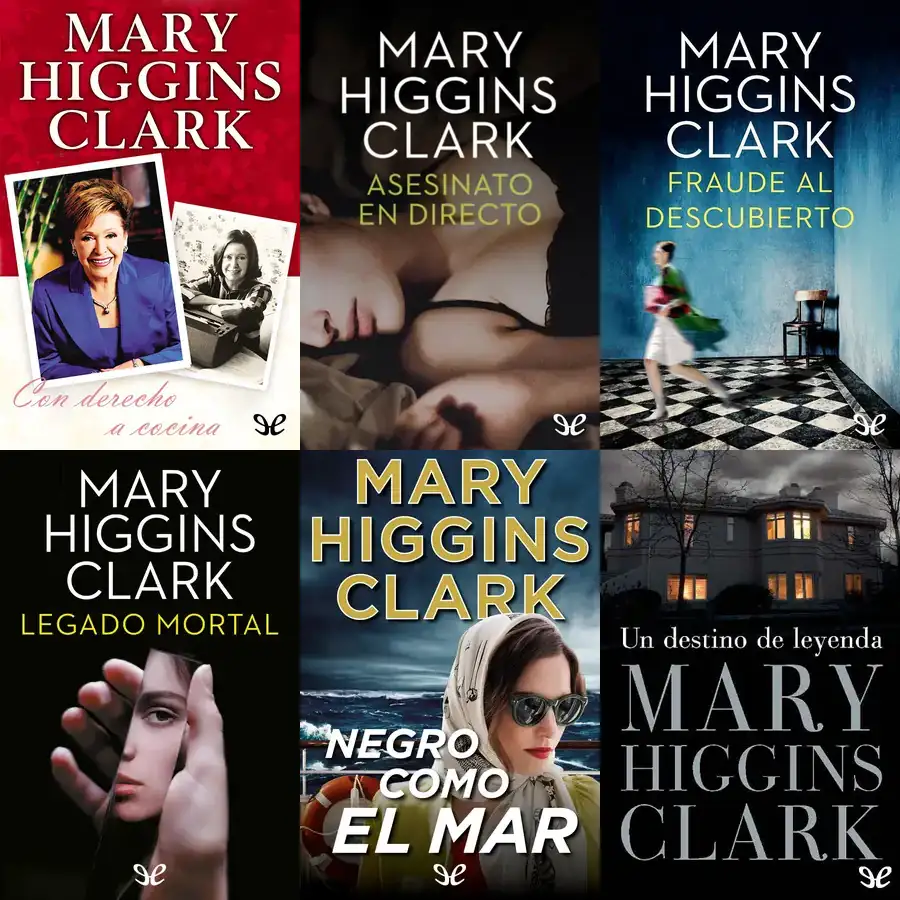 MARY
HIGGINS
CLARK
Con derecho
a cocina
MARY
HIGGINS
CLARK
ASESINATO
EN DIRECTO
MARY
HIGGINS
CLARK
FRAUDE AL
DESCUBIERTO
MARY
HIGGINS
CLARK
LEGADO MORTAL
MARY
HIGGINS
CLARK
NEGRO
COMO
EL MAR
Un destino de leyenda
MARY
HIGGINS
CLARK